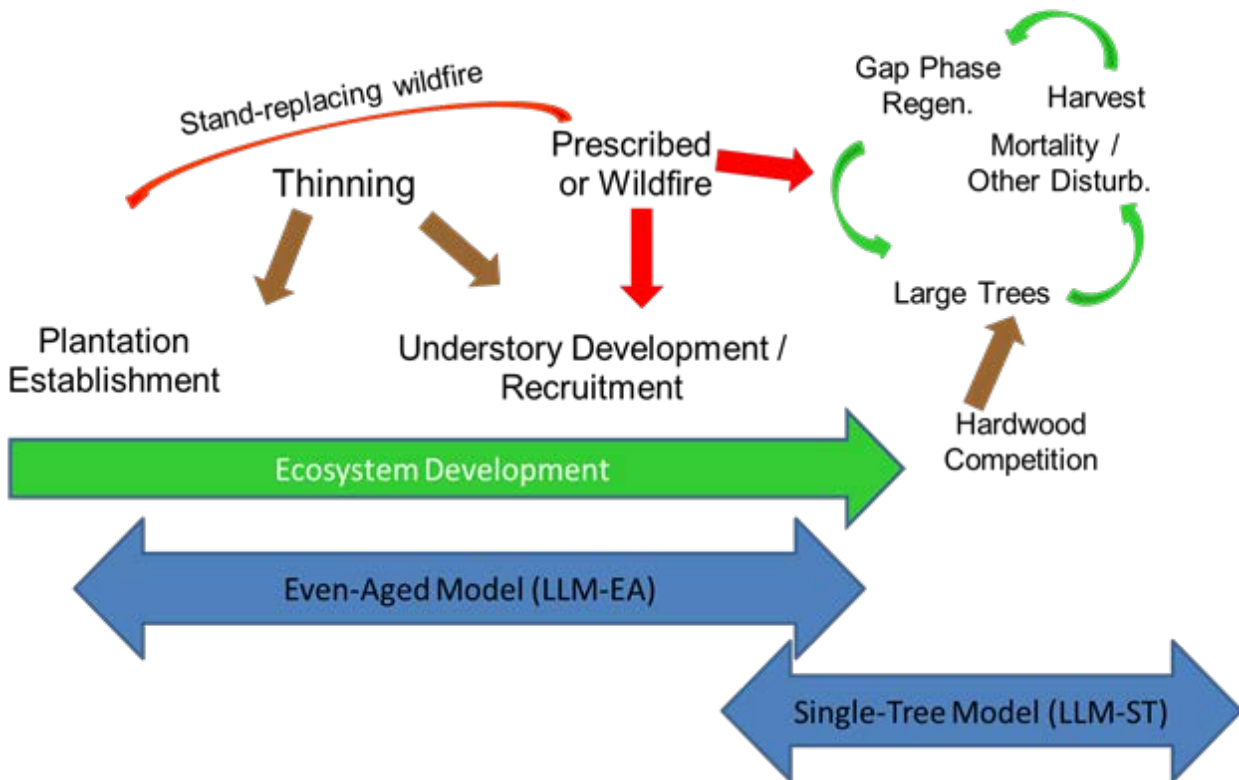 Stand-replacing wildfire
Thinning
Prescribed
or Wildfire
Gap Phase
Regen.
Harvest
Mortality /
Other Disturb.
Large Trees
Plantation
Establishment
Understory Development /
Recruitment
Hardwood
Competition
Ecosystem Development
Even-Aged Model (LLM-EA)
Single-Tree Model (LLM-ST)